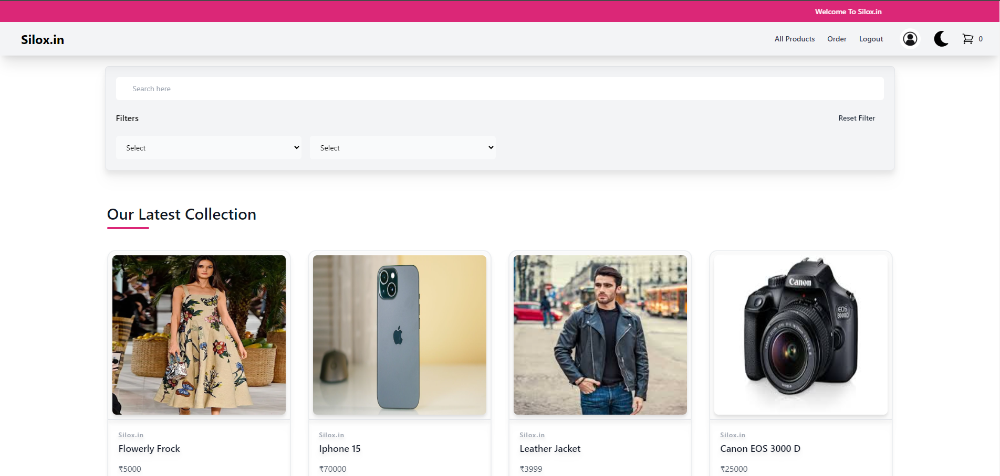 Welcome To Silox.in
Silox.in
All Products
Order
Logout
0
Search here
Filters
Reset Filter
Select
Select
Our Latest Collection
Canon
EOS
3000D
Silox.in
Flowerly Frock
₹5000
Silox.in
Iphone 15
₹70000
Silox.in
Leather Jacket
₹3999
Silox.in
Canon EOS 3000 D
₹25000